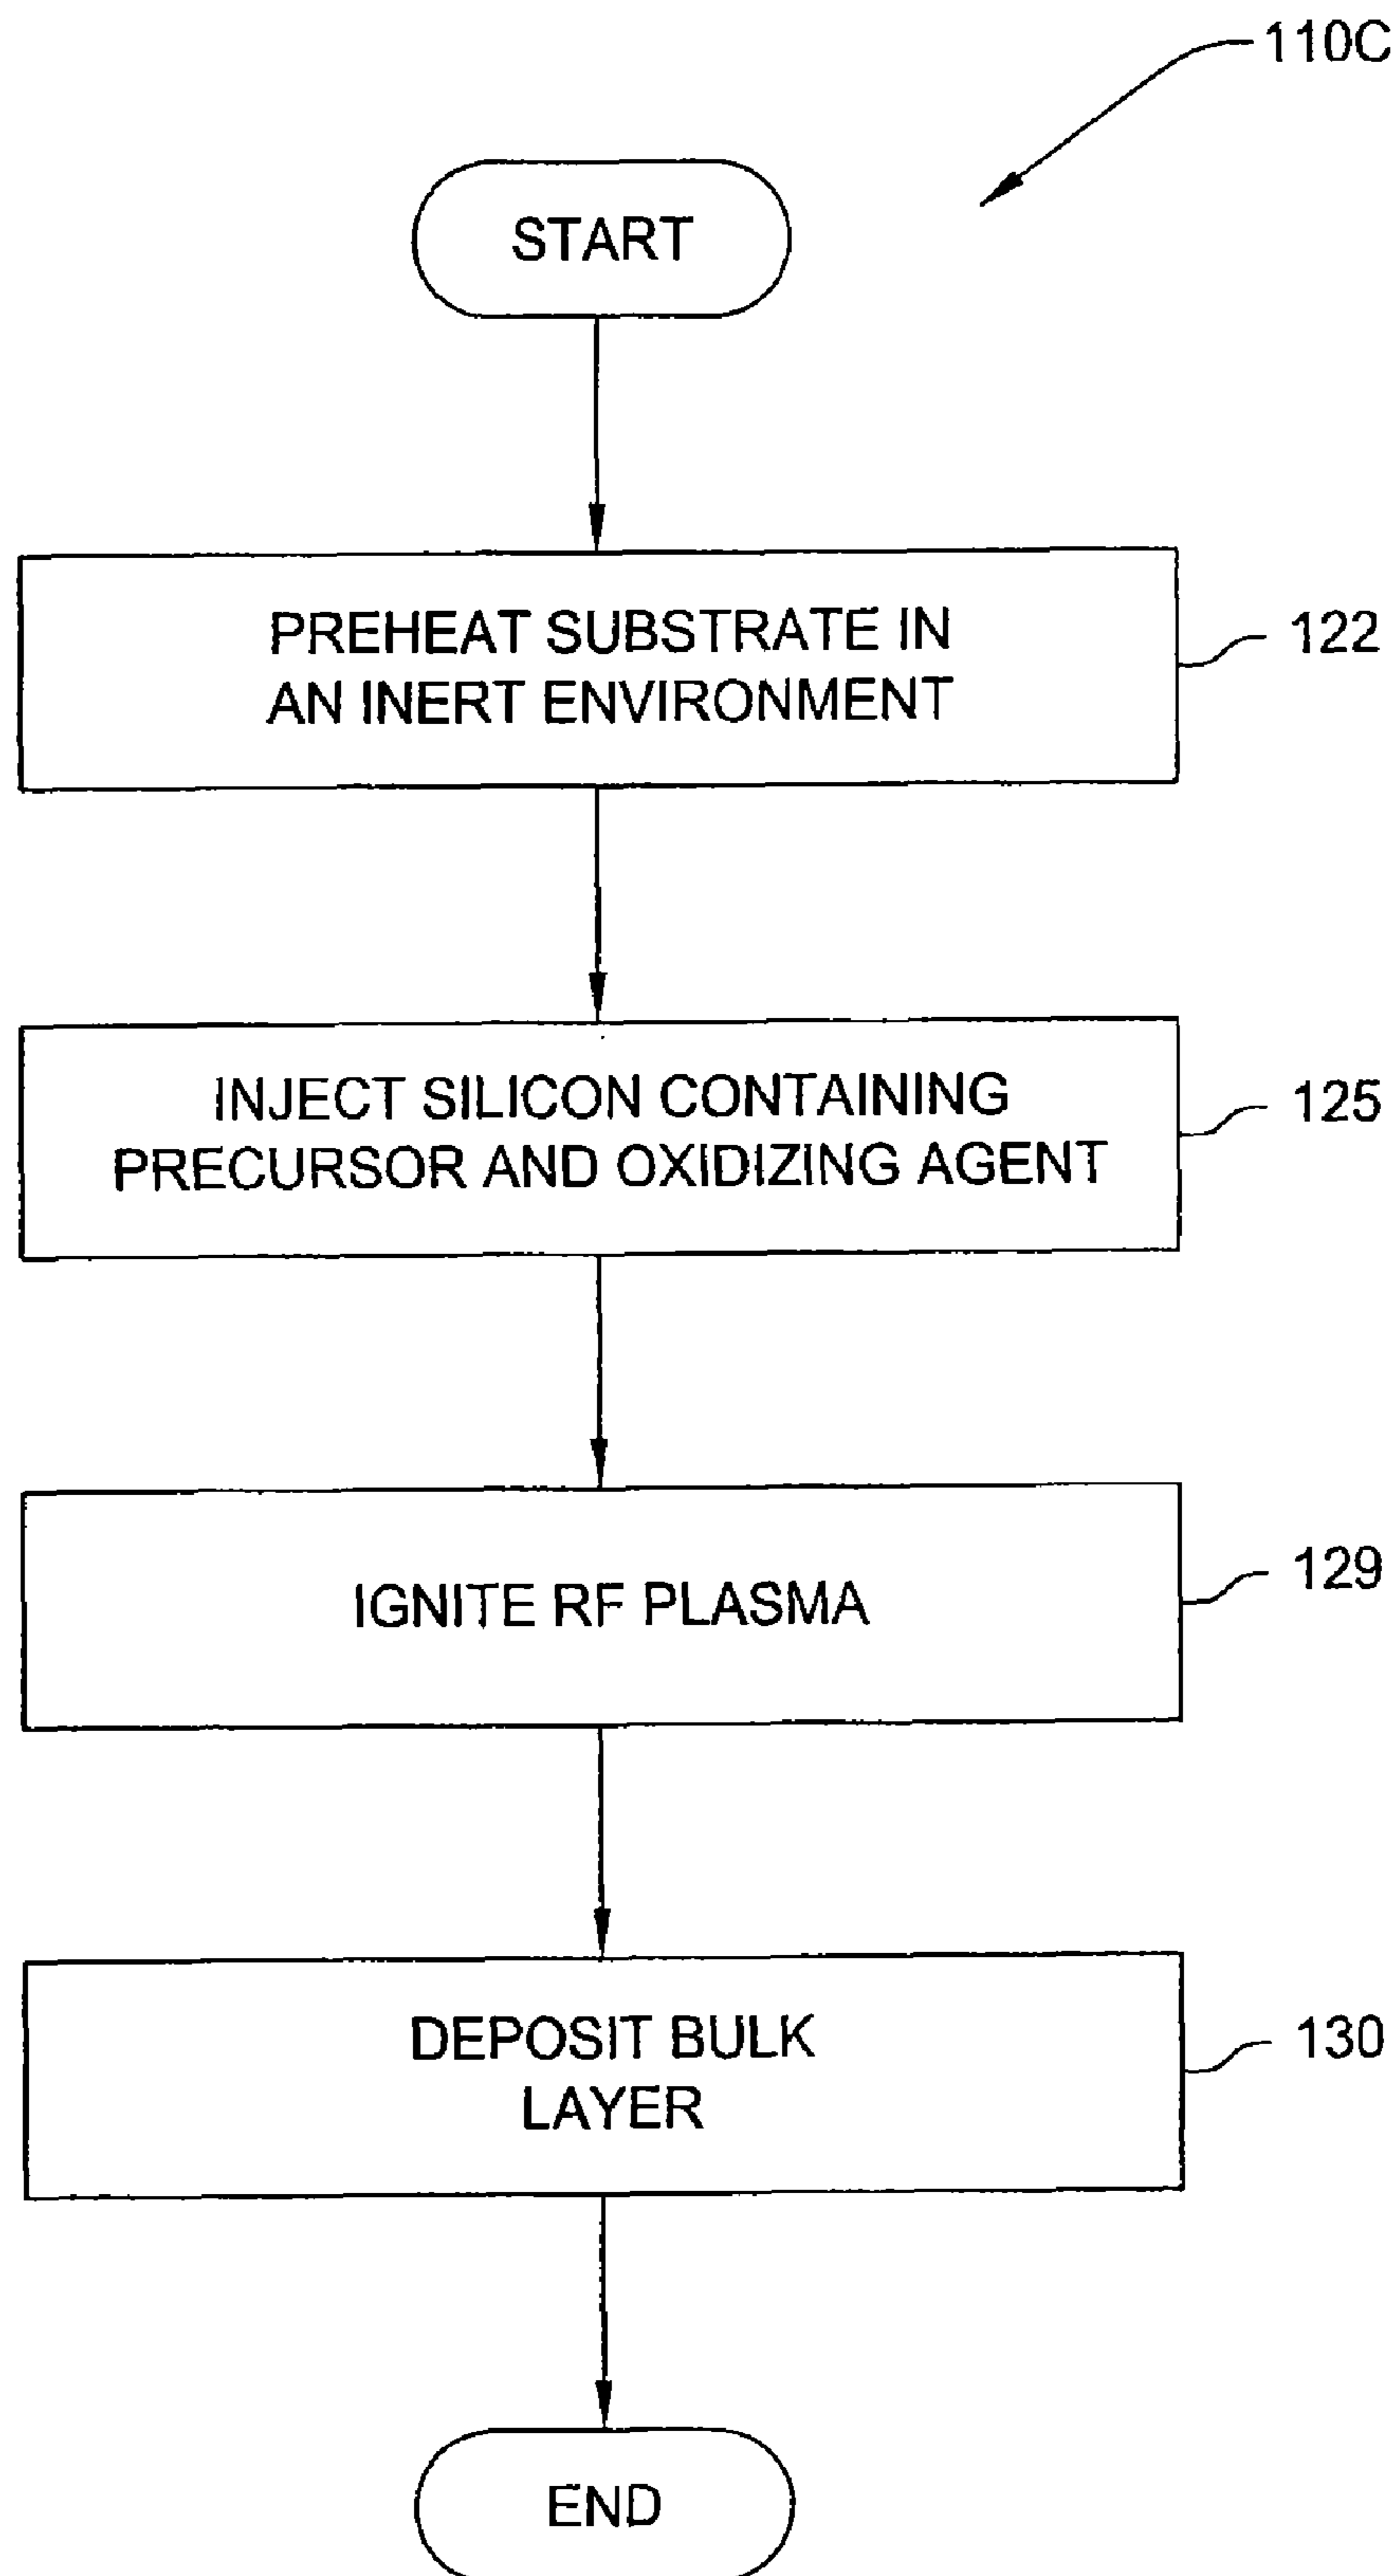 110C
START
PREHEAT SUBSTRATE IN
AN INERT ENVIRONMENT
122
INJECT SILICON CONTAINING
PRECURSOR AND OXIDIZING AGENT
125
IGNITE RF PLASMA
129
DEPOSIT BULK
LAYER
130
END